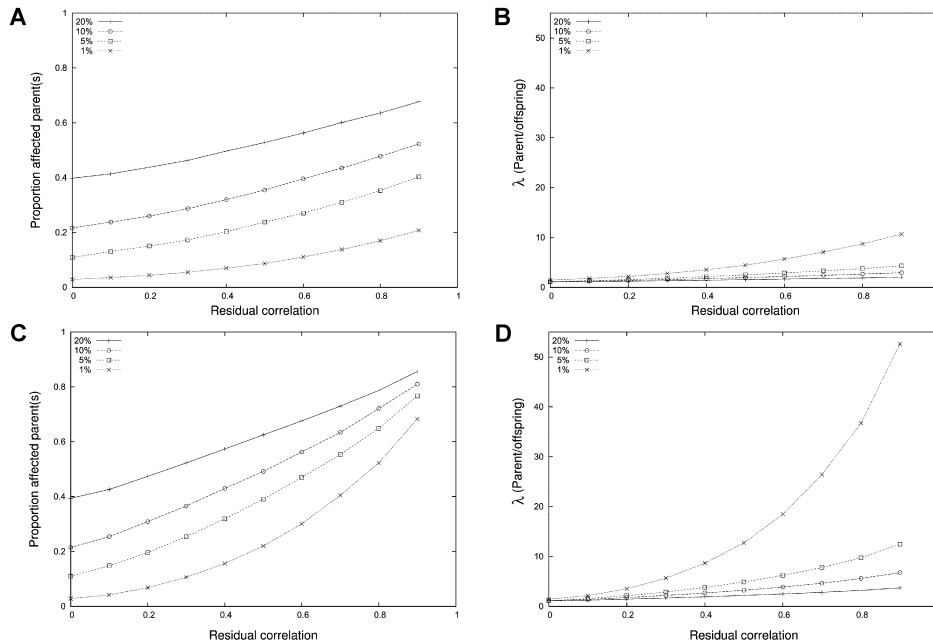 A
20%
10%
5%
1%
Proportion affected parent(s)
1
0.8
0.6
0.4
0.2
0
0 0.2 0.4 0.6 0.8 1
Residual correlation
B
20%
10%
5%
1%
λ (Parent/offspring)
50
40
30
20
10
0
0 0.2 0.4 0.6 0.8
Residual correlation
C
20%
10%
5%
1%
Proportion affected parent(s)
1
0.8
0.6
0.4
0.2
0
0 0.2 0.4 0.6 0.8 1
Residual correlation
D
20%
10%
5%
1%
λ (Parent/offspring)
50
40
30
20
10
0
0 0.2 0.4 0.6 0.8
Residual correlation